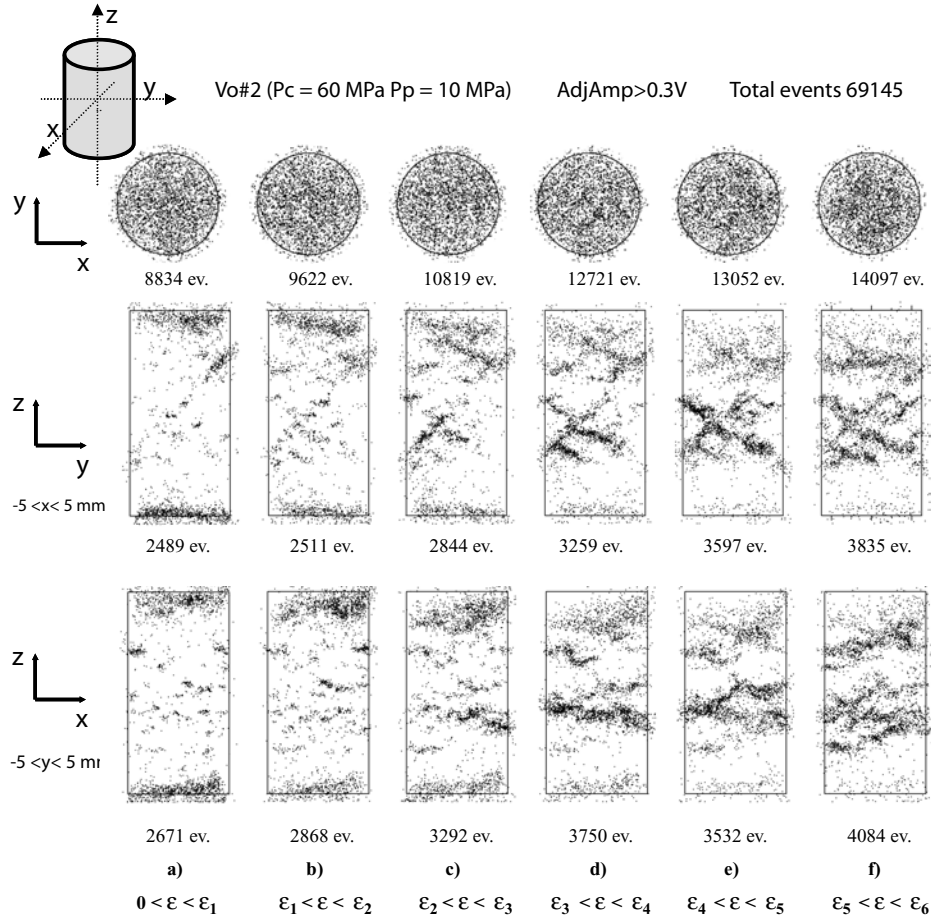 z
y
x
Vo#2 (Pc = 60 MPa Pp = 10 MPa) AdjAmp>0.3V Total events 69145
y
x
8834 ev. 9622 ev. 10819 ev. 12721 ev. 13052 ev. 14097 ev.
z
y
-5 <x< 5 mm
2489 ev. 2511 ev. 2844 ev. 3259 ev. 3597 ev. 3835 ev.
z
x
-5 <y< 5 mm
2671 ev. 2868 ev. 3292 ev. 3750 ev. 3532 ev. 4084 ev.
a) b) c) d) e) f)
0 < ε < ε₁ ε₁ < ε < ε₂ ε₂ < ε < ε₃ ε₃ < ε < ε₄ ε₄ < ε < ε₅ ε₅ < ε < ε₆